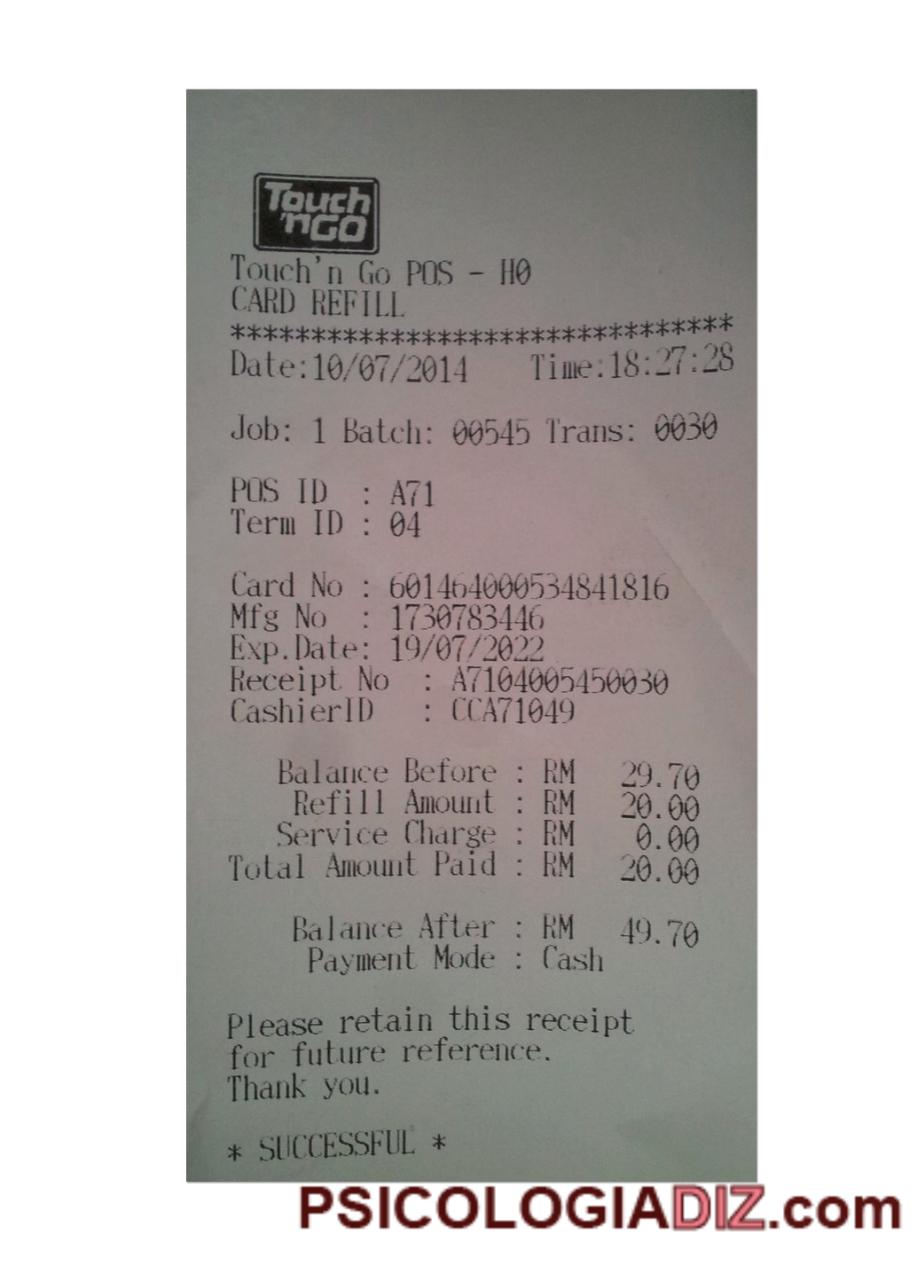 Touch
'nGO
Touch'n Go POS - H0
CARD REFILL
********************************
Date:10/07/2014 Time:18:27:28
Job: 1 Batch: 00545 Trans: 0030
POS ID : A71
Term ID : 04
Card No : 601464000534841816
Mfg No : 1730783446
Exp.Date: 19/07/2022
Receipt No : A7104005450030
CashierID : CCA71049
Balance Before : RM 29.70
Refill Amount : RM 20.00
Service Charge : RM 0.00
Total Amount Paid : RM 20.00
Balance After : RM 49.70
Payment Mode : Cash
Please retain this receipt
for future reference.
Thank you.
* SUCCESSFUL *
PSICOLOGIADIZ.com